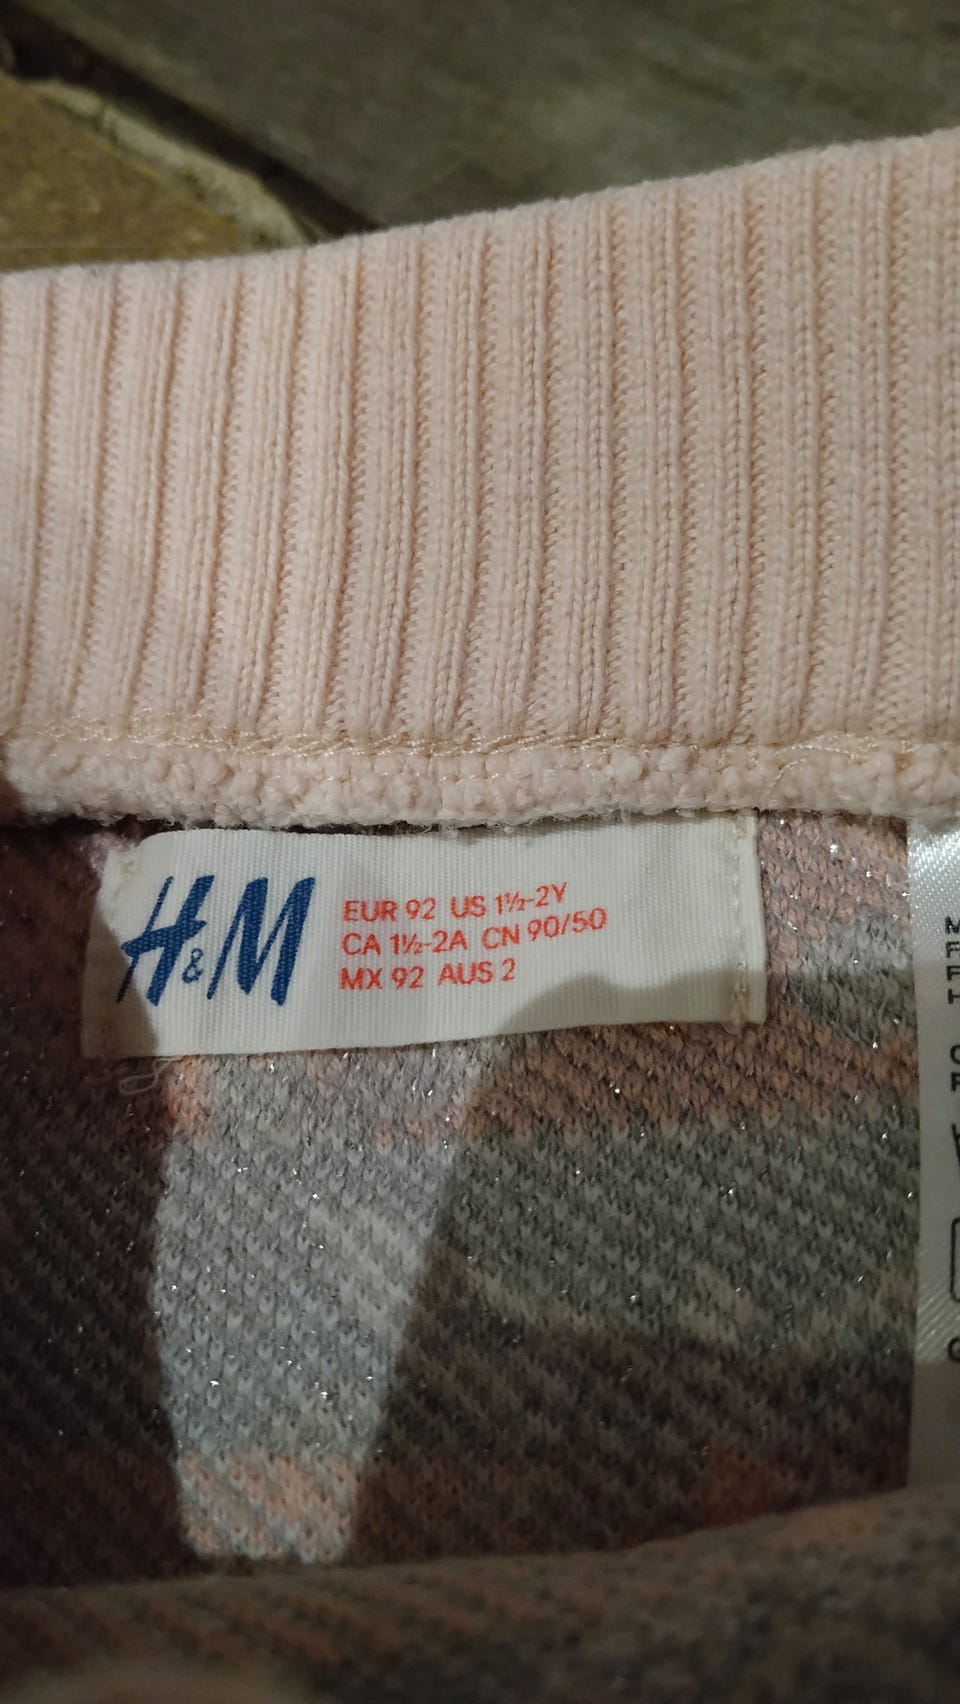 H&M
EUR 92 US 1½-2Y
CA 1½-2A CN 90/50
MX 92 AUS 2